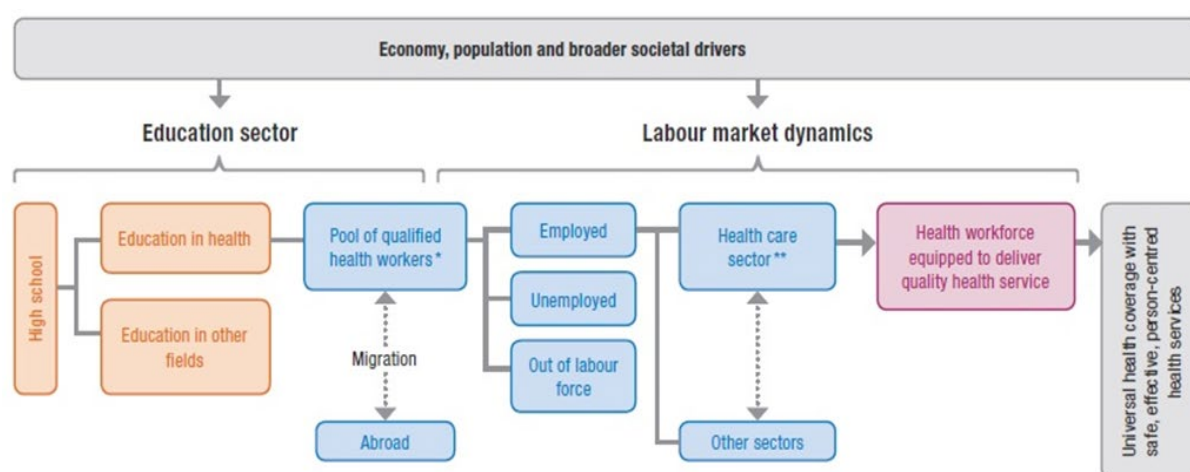 Economy, population and broader societal drivers
Education sector
Labour market dynamics
High school
Education in health
Education in other
fields
Pool of qualified
health workers*
Migration
Abroad
Employed
Unemployed
Out of labour
force
Health care
sector**
Other sectors
Health workforce
equipped to deliver
quality health service
Universal health coverage with
safe, effective, person-centred
health services